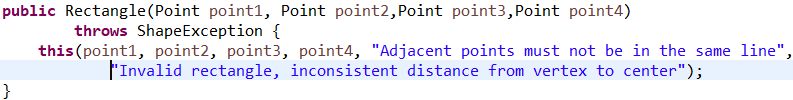 public Rectangle(Point point1, Point point2,Point point3,Point point4)
throws ShapeException {
this(point1, point2, point3, point4, "Adjacent points must not be in the same line",
"Invalid rectangle, inconsistent distance from vertex to center");
}